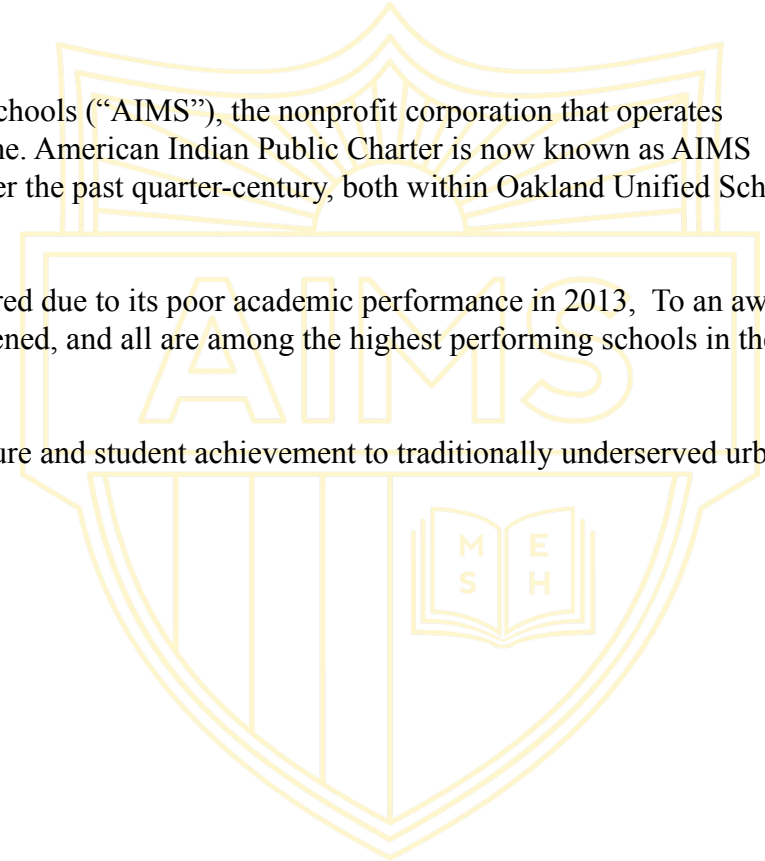 chools (“AIMS”), the nonprofit corporation that operates
ne. American Indian Public Charter is now known as AIMS
er the past quarter-century, both within Oakland Unified Sch
red due to its poor academic performance in 2013,  To an aw
ened, and all are among the highest performing schools in the
ure and student achievement to traditionally underserved urb
AIMS
M E
S H